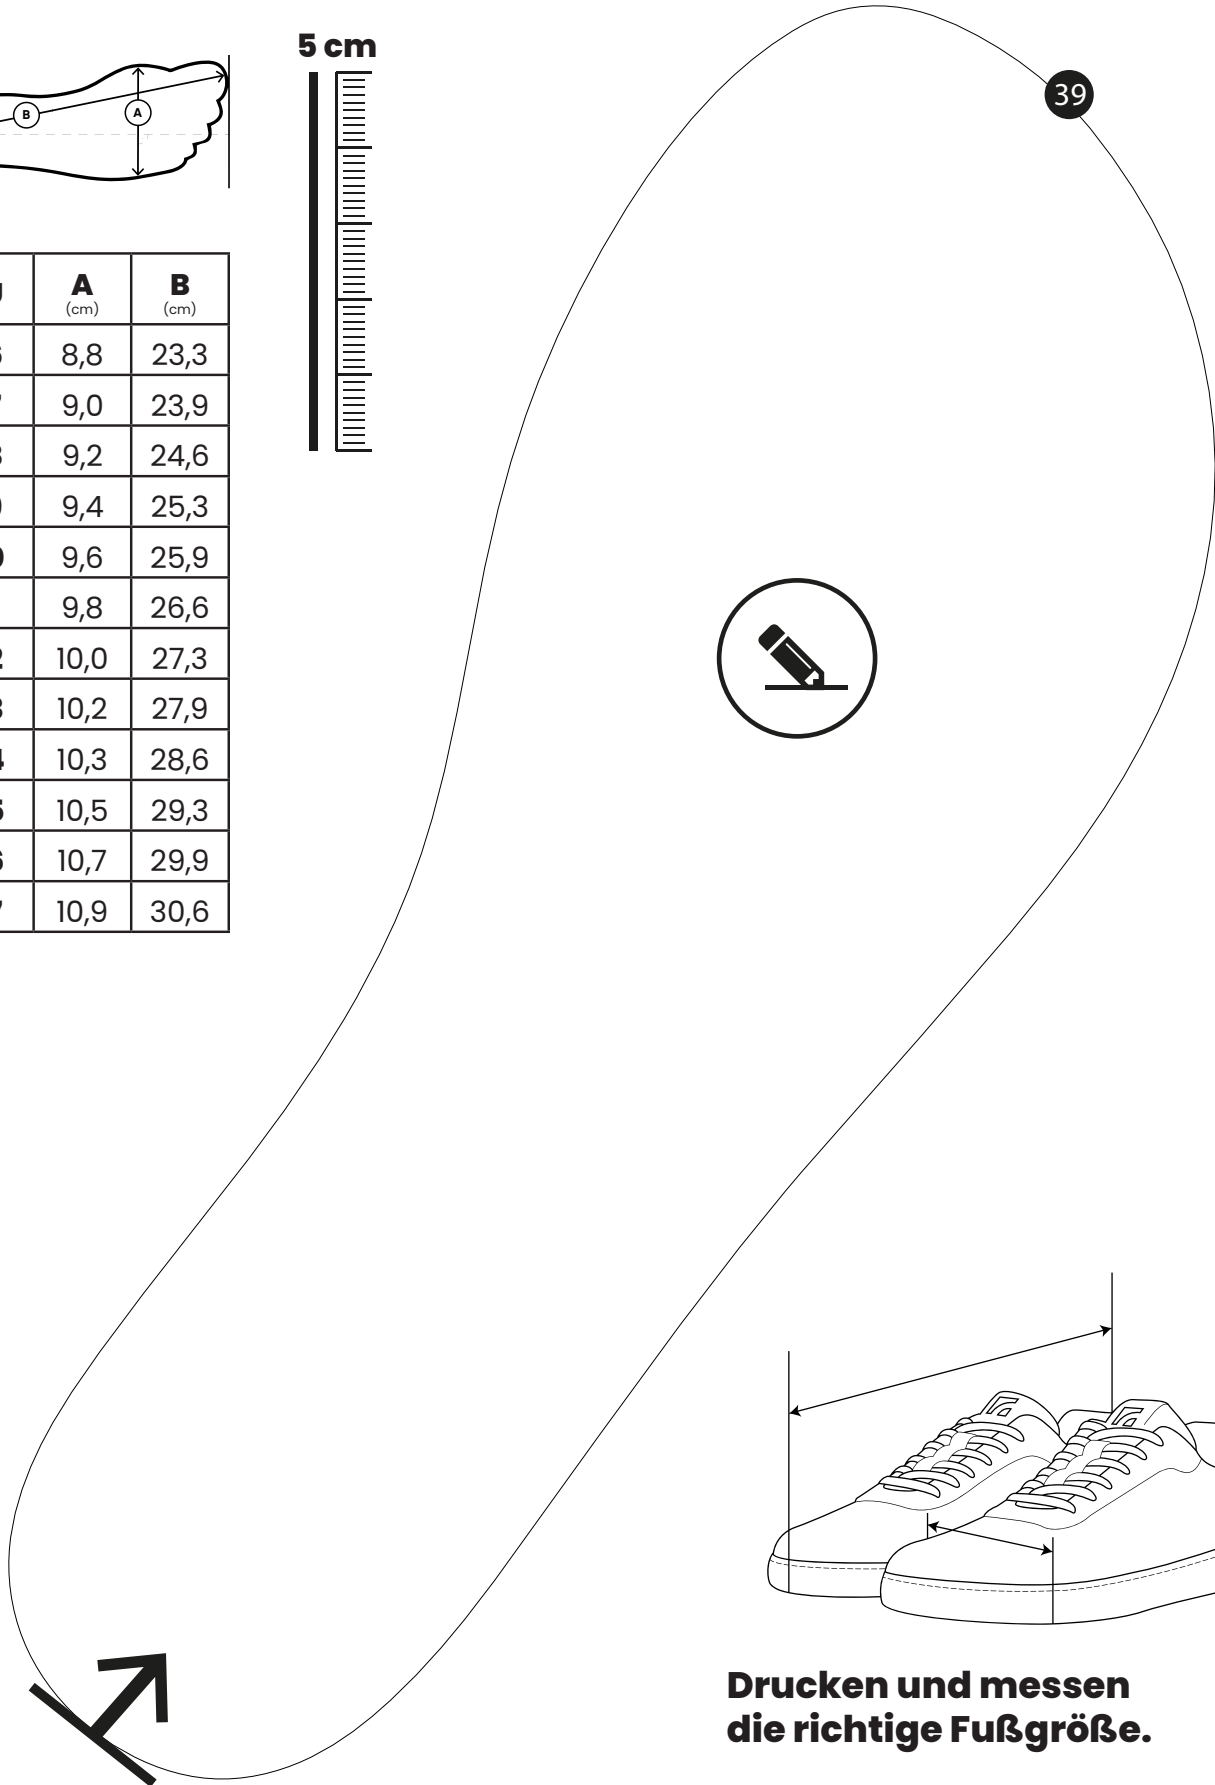 5 cm
39
B
A
A B
(cm) (cm)
8,8 23,3
9,0 23,9
9,2 24,6
9,4 25,3
9,6 25,9
9,8 26,6
10,0 27,3
10,2 27,9
10,3 28,6
10,5 29,3
10,7 29,9
10,9 30,6
Drucken und messen
die richtige Fußgröße.